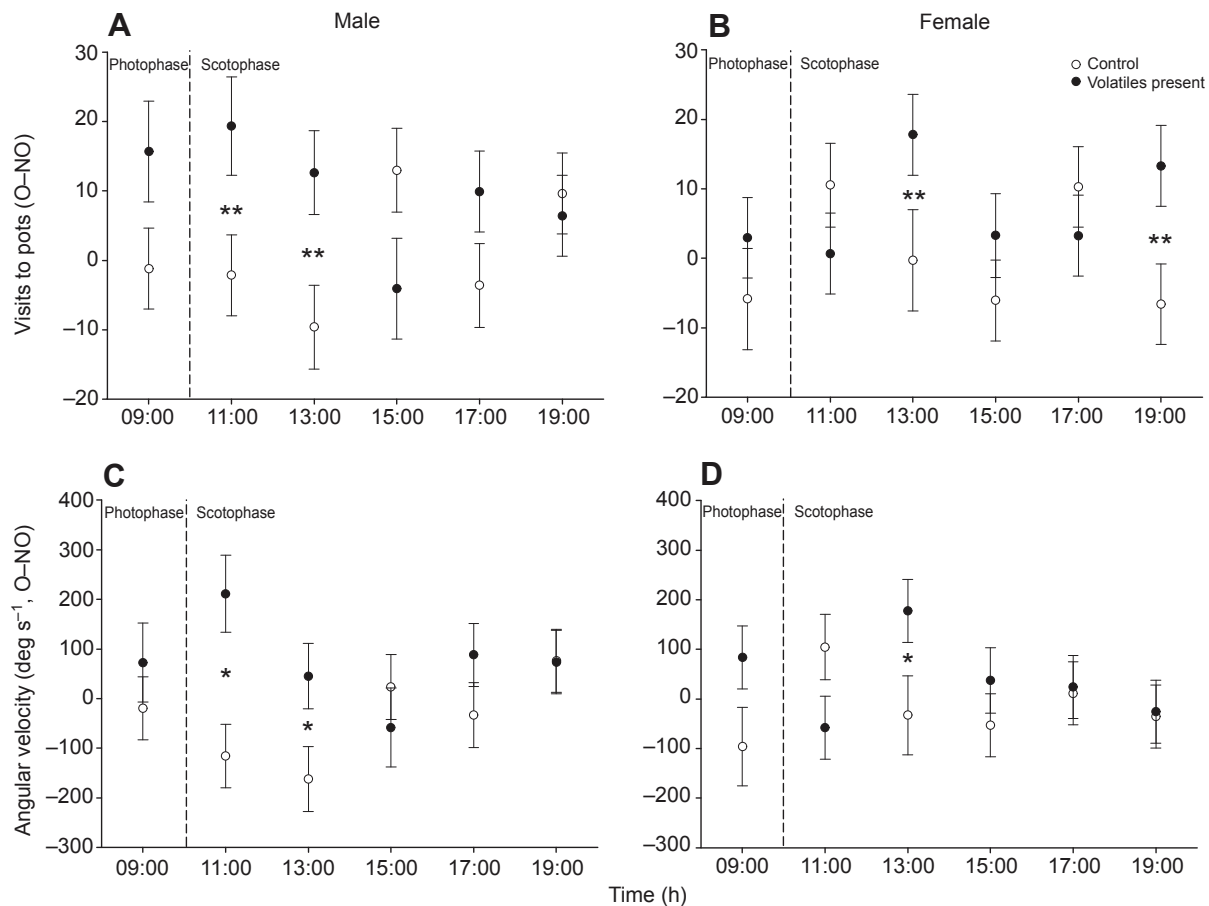 A
Male
B
Female
Photophase
Scotophase
Photophase
Scotophase
Control
Volatiles present
Visits to pots (O–NO)
30
20
10
0
–10
–20
30
20
10
0
–10
–20
**
**
**
**
09:00 11:00 13:00 15:00 17:00 19:00
09:00 11:00 13:00 15:00 17:00 19:00
C
D
Photophase
Scotophase
Photophase
Scotophase
Angular velocity (deg s⁻¹, O–NO)
400
300
200
100
0
–100
–200
–300
400
300
200
100
0
–100
–200
–300
*
*
*
09:00 11:00 13:00 15:00 17:00 19:00
09:00 11:00 13:00 15:00 17:00 19:00
Time (h)